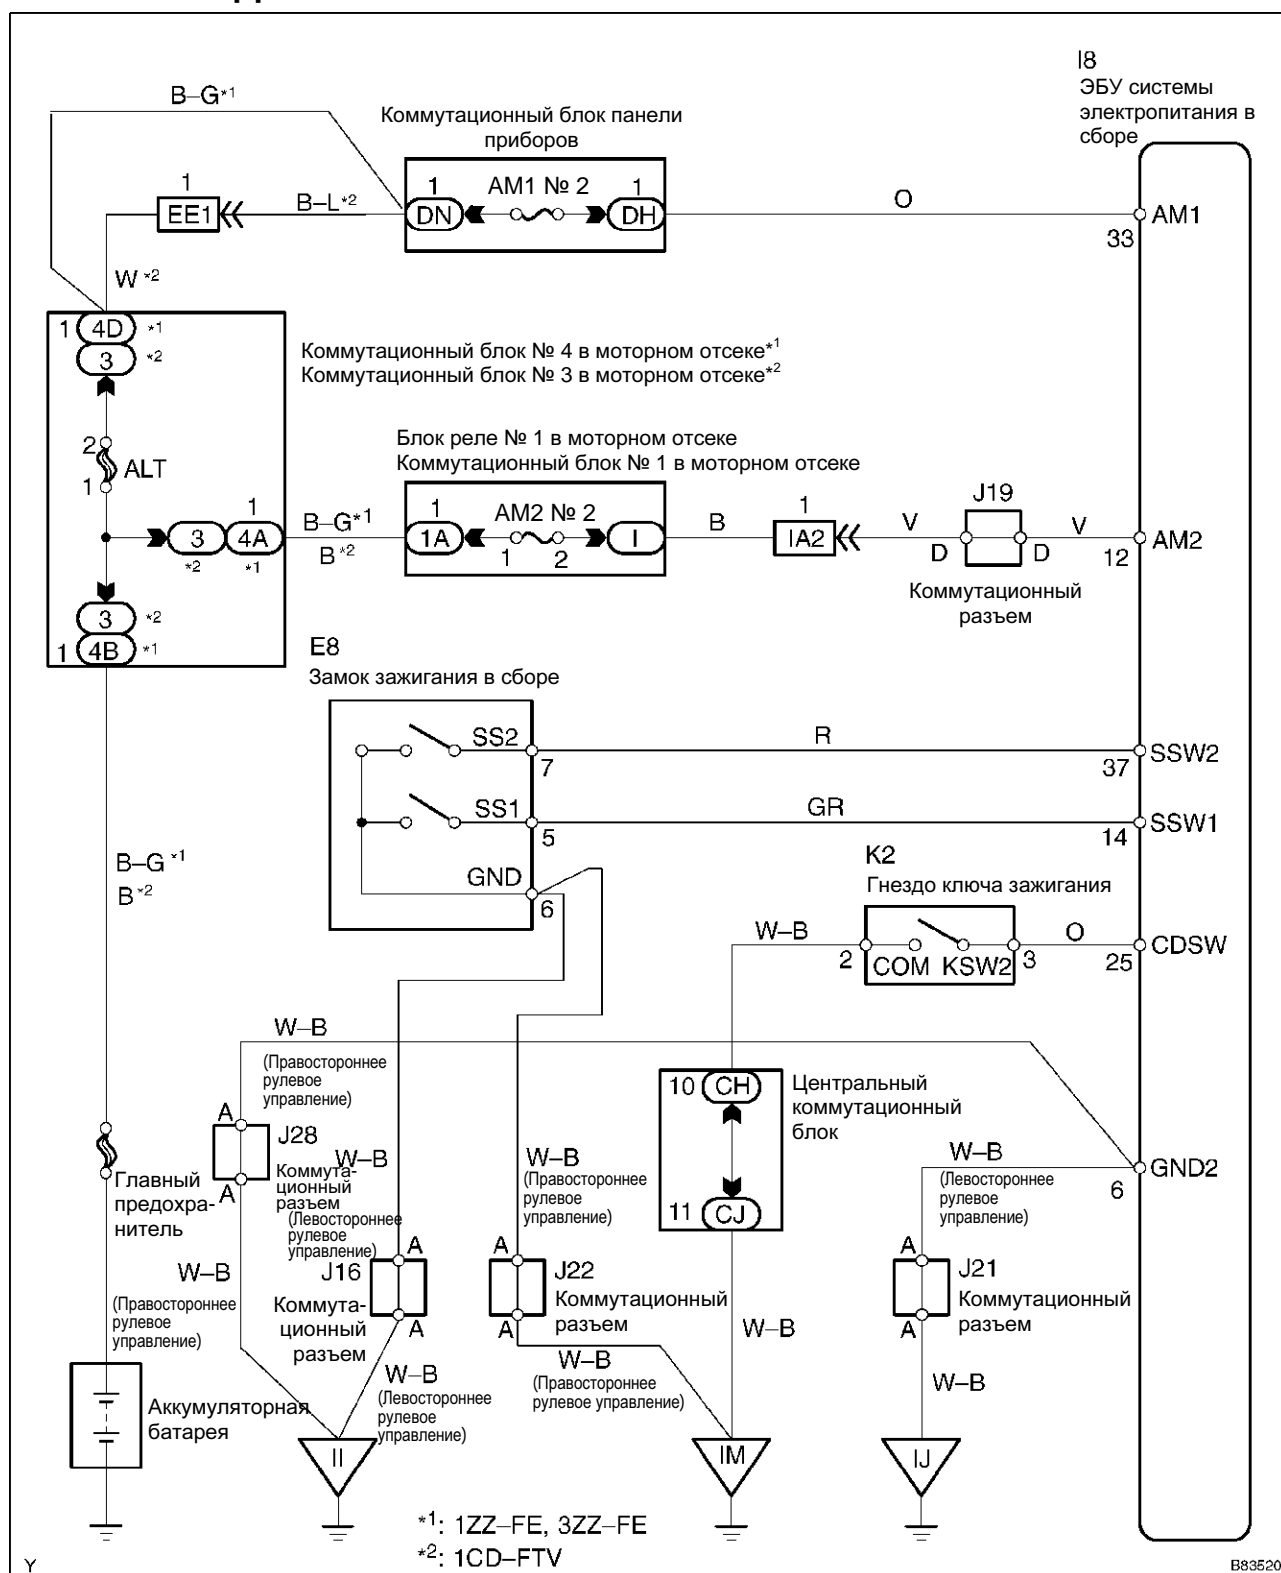 I8
ЭБУ системы
электропитания в
сборе
B–G*1
Коммутационный блок панели
приборов
1
EE1
B–L*2
1
DN
AM1 № 2
1
DH
O
33
AM1
W *2
1 4D *1
3 *2
Коммутационный блок № 4 в моторном отсеке*1
Коммутационный блок № 3 в моторном отсеке*2
2
ALT
1
Блок реле № 1 в моторном отсеке
Коммутационный блок № 1 в моторном отсеке
1
3 4A
*2 *1
B–G*1
B*2
1
1A
AM2 № 2
1 2
I
B
1
IA2
V
J19
D D
V
12
AM2
Коммутационный
разъем
3 *2
1 4B *1
E8
Замок зажигания в сборе
SS2
7
R
37
SSW2
SS1
5
GR
14
SSW1
GND
6
B–G *1
B*2
K2
Гнездо ключа зажигания
W–B
2
COM KSW2
3
O
25
CDSW
W–B
(Правостороннее
рулевое
управление)
A
J28
A
Коммута-
ционный
разъем
W–B
(Левостороннее
рулевое
управление)
W–B
(Правостороннее
рулевое
управление)
10 CH
11 CJ
Центральный
коммутационный
блок
W–B
(Левостороннее
рулевое
управление)
6
GND2
Главный
предохра-
нитель
W–B
(Правостороннее
рулевое
управление)
A
J16
A
Коммута-
ционный
разъем
A
J22
A
Коммутационный
разъем
W–B
A
J21
A
Коммутационный
разъем
W–B
(Левостороннее
рулевое
управление)
W–B
(Правостороннее
рулевое управление)
W–B
Аккумуляторная
батарея
II
IM
IJ
*1: 1ZZ–FE, 3ZZ–FE
*2: 1CD–FTV
Y
B83520